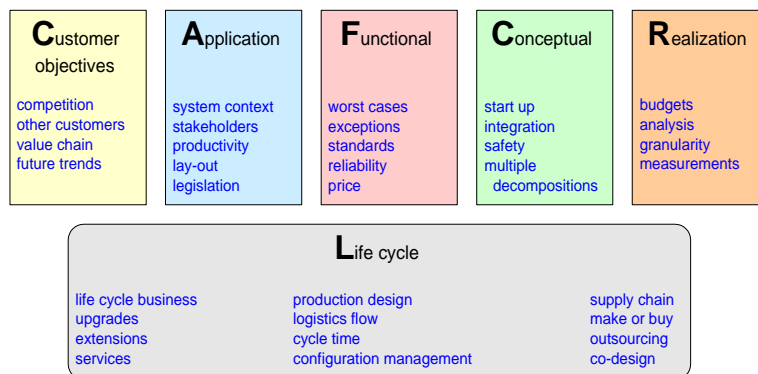 Customer
objectives
competition
other customers
value chain
future trends
Application
system context
stakeholders
productivity
lay-out
legislation
Functional
worst cases
exceptions
standards
reliability
price
Conceptual
start up
integration
safety
multiple
decompositions
Realization
budgets
analysis
granularity
measurements
Life cycle
life cycle business
upgrades
extensions
services
production design
logistics flow
cycle time
configuration management
supply chain
make or buy
outsourcing
co-design